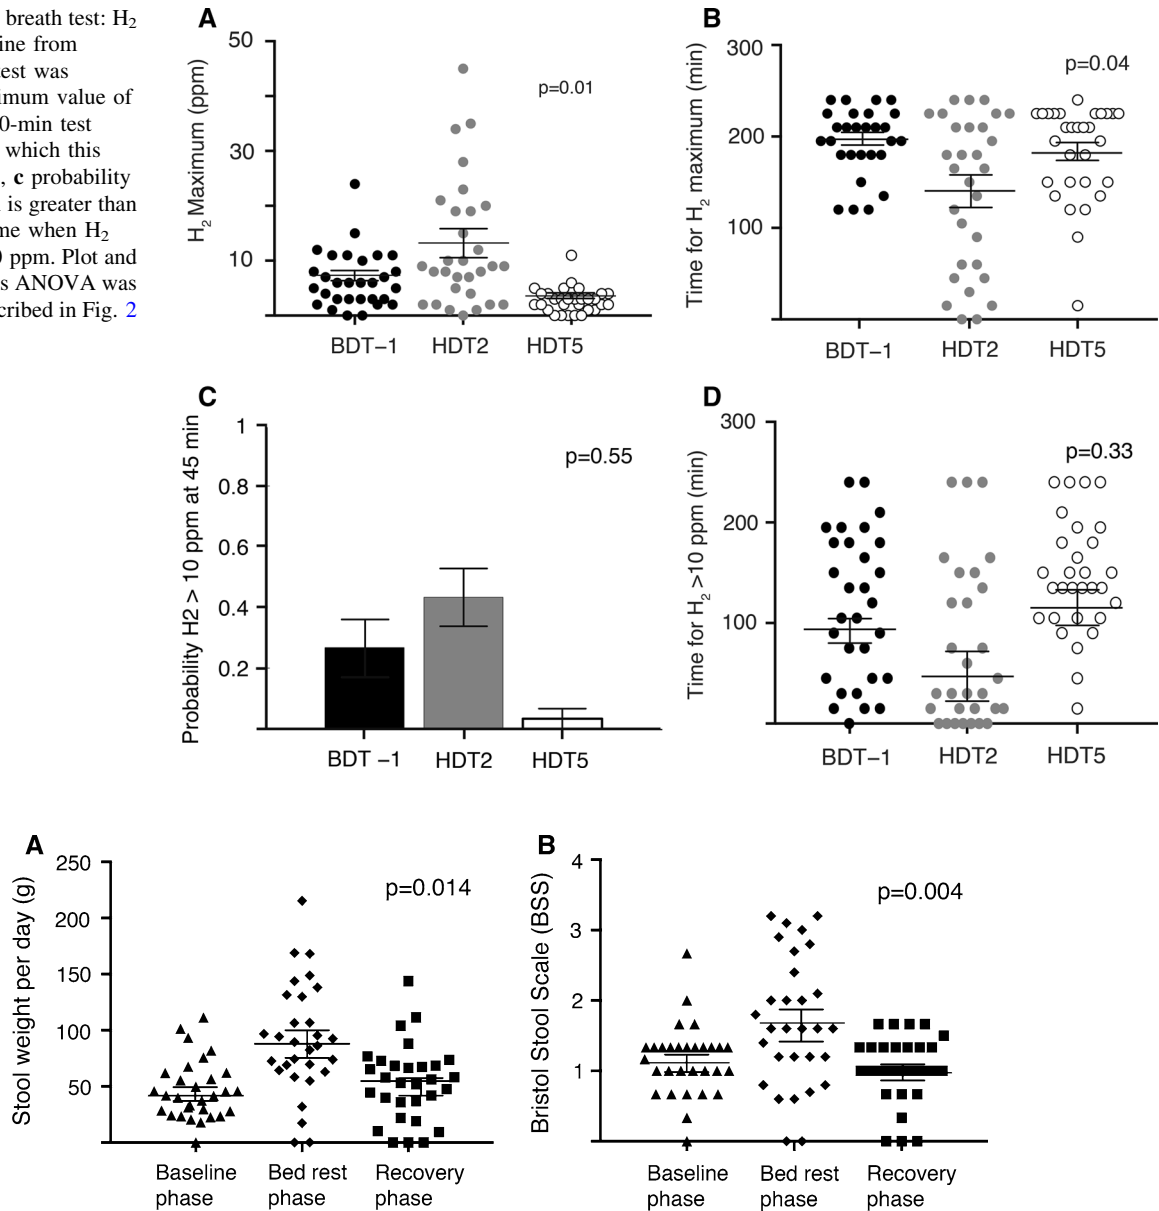 breath test: H2
ine from
test was
imum value of
0-min test
which this
, c probability
is greater than
me when H2
0 ppm. Plot and
s ANOVA was
cribed in Fig. 2
A
H2 Maximum (ppm)
50
30
10
p=0.01
BDT−1
HDT2
HDT5
B
Time for H2 maximum (min)
300
200
100
p=0.04
BDT−1
HDT2
HDT5
C
Probability H2 > 10 ppm at 45 min
1
0.8
0.6
0.4
0.2
p=0.55
BDT −1
HDT2
HDT5
D
Time for H2 >10 ppm (min)
300
200
100
p=0.33
BDT−1
HDT2
HDT5
A
Stool weight per day (g)
250
200
150
100
50
p=0.014
Baseline
phase
Bed rest
phase
Recovery
phase
B
Bristol Stool Scale (BSS)
4
3
2
1
p=0.004
Baseline
phase
Bed rest
phase
Recovery
phase